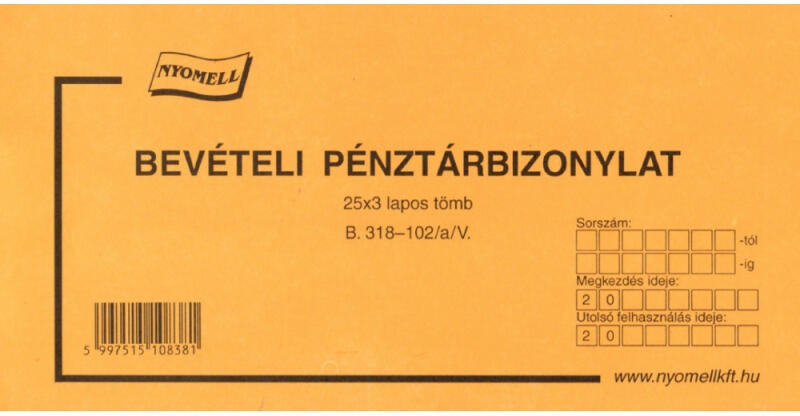 NYOMELL
BEVÉTELI PÉNZTÁRBIZONYLAT
25x3 lapos tömb
B. 318–102/a/V.
Sorszám:
-tól
-ig
Megkezdés ideje:
2 0
Utolsó felhasználás ideje:
2 0
5 997515 108381
www.nyomellkft.hu